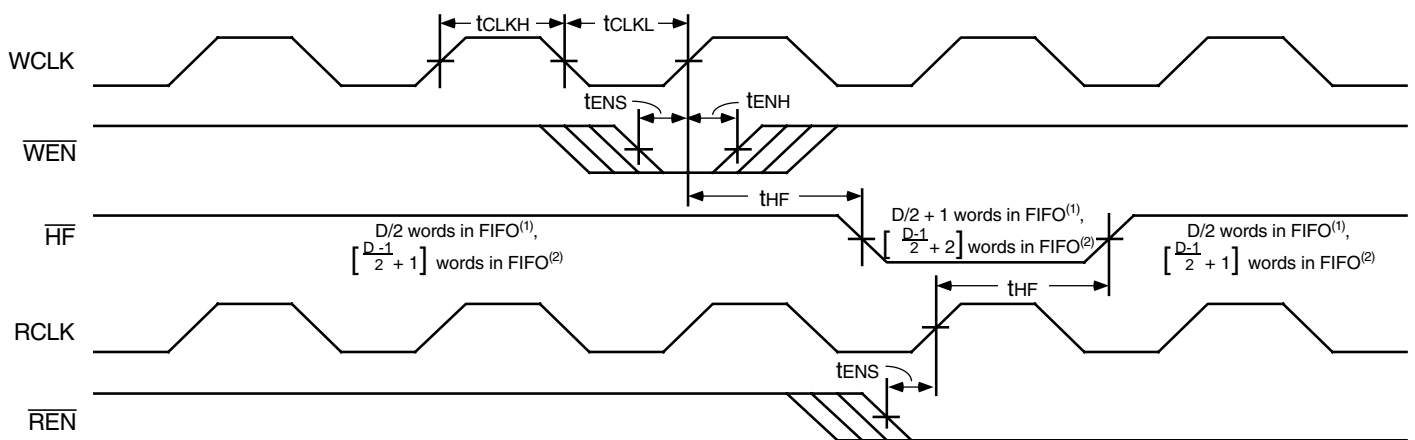 tCLKH tCLKL
WCLK
tENS tENH
WEN
tHF
HF
D/2 words in FIFO(1),
[ D-1/2 + 1 ] words in FIFO(2)
D/2 + 1 words in FIFO(1),
[ D-1/2 + 2 ] words in FIFO(2)
D/2 words in FIFO(1),
[ D-1/2 + 1 ] words in FIFO(2)
tHF
RCLK
tENS
REN